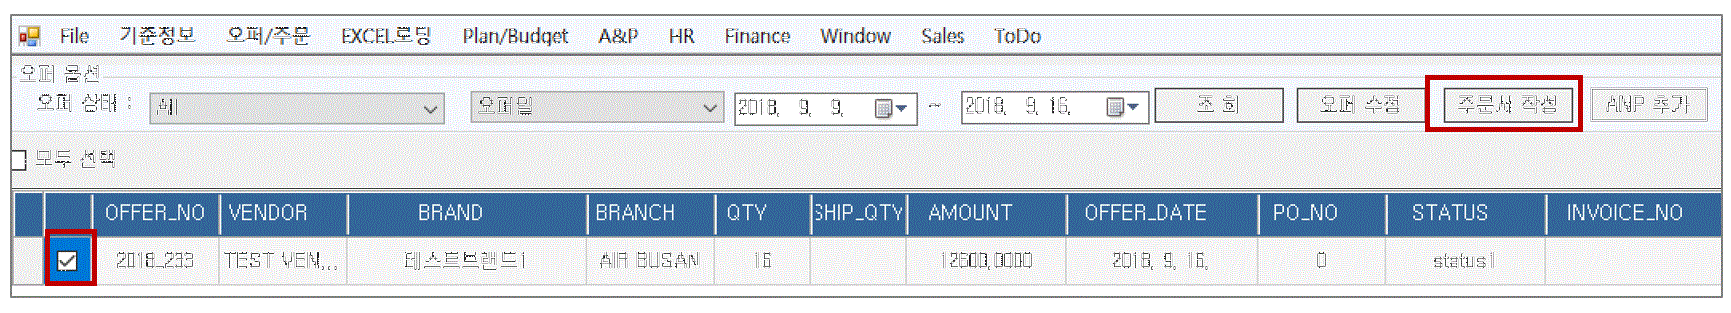 File 기준정보 오퍼/주문 EXCEL로딩 Plan/Budget A&P HR Finance Window Sales ToDo
오퍼 옵션
오퍼 상태 : All 오퍼일 2018. 9. 9. ~ 2018. 9. 16. 조 회 오퍼 수정 주문서 작성 ANP 추가
모두 선택
OFFER_NO VENDOR BRAND BRANCH QTY SHIP_QTY AMOUNT OFFER_DATE PO_NO STATUS INVOICE_NO
2018_233 TEST VEN... 테스트브랜드1 AIR BUSAN 16 12600.0000 2018. 9. 16. 0 status1